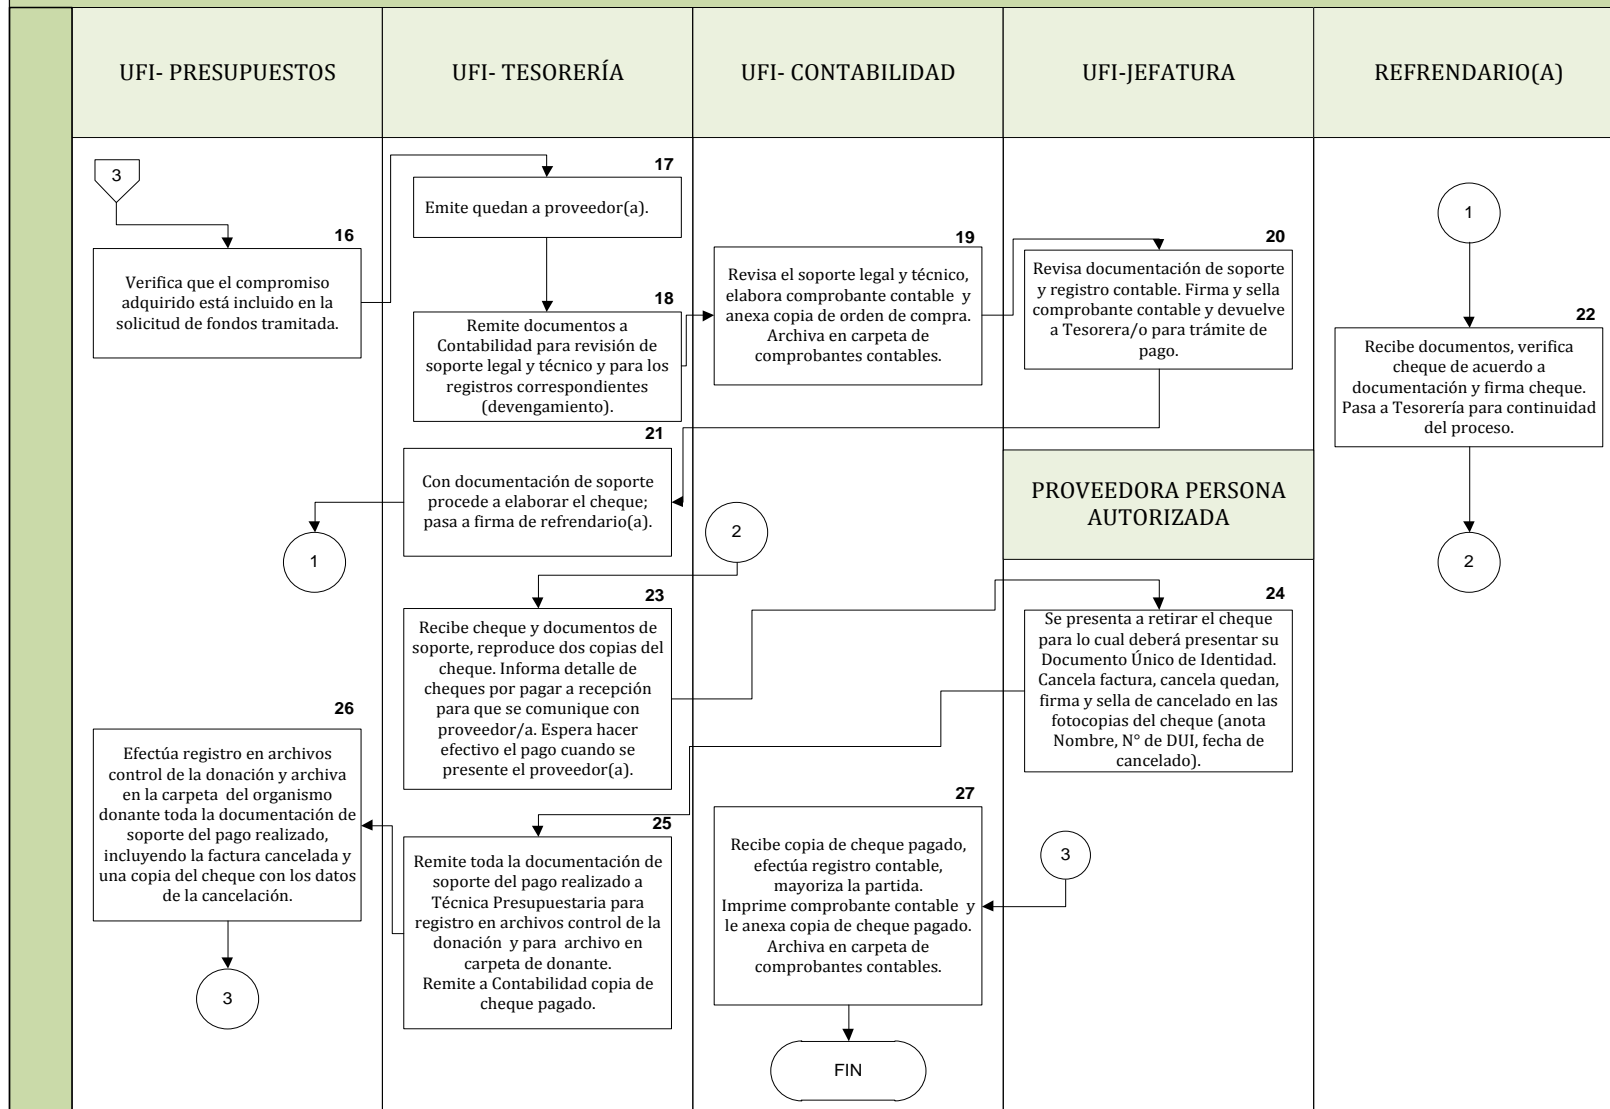 UFI- PRESUPUESTOS
UFI- TESORERÍA
UFI- CONTABILIDAD
UFI-JEFATURA
REFRENDARIO(A)
3
16
Verifica que el compromiso
adquirido está incluido en la
solicitud de fondos tramitada.
17
Emite quedan a proveedor(a).
18
Remite documentos a
Contabilidad para revisión de
soporte legal y técnico y para los
registros correspondientes
(devengamiento).
19
Revisa el soporte legal y técnico,
elabora comprobante contable y
anexa copia de orden de compra.
Archiva en carpeta de
comprobantes contables.
20
Revisa documentación de soporte
y registro contable. Firma y sella
comprobante contable y devuelve
a Tesorera/o para trámite de
pago.
21
Con documentación de soporte
procede a elaborar el cheque;
pasa a firma de refrendario(a).
1
1
22
Recibe documentos, verifica
cheque de acuerdo a
documentación y firma cheque.
Pasa a Tesorería para continuidad
del proceso.
2
2
23
Recibe cheque y documentos de
soporte, reproduce dos copias del
cheque. Informa detalle de
cheques por pagar a recepción
para que se comunique con
proveedor/a. Espera hacer
efectivo el pago cuando se
presente el proveedor(a).
PROVEEDORA PERSONA
AUTORIZADA
24
Se presenta a retirar el cheque
para lo cual deberá presentar su
Documento Único de Identidad.
Cancela factura, cancela quedan,
firma y sella de cancelado en las
fotocopias del cheque (anota
Nombre, N° de DUI, fecha de
cancelado).
25
Remite toda la documentación de
soporte del pago realizado a
Técnica Presupuestaria para
registro en archivos control de la
donación y para archivo en
carpeta de donante.
Remite a Contabilidad copia de
cheque pagado.
26
Efectúa registro en archivos
control de la donación y archiva
en la carpeta del organismo
donante toda la documentación de
soporte del pago realizado,
incluyendo la factura cancelada y
una copia del cheque con los datos
de la cancelación.
3
3
27
Recibe copia de cheque pagado,
efectúa registro contable,
mayoriza la partida.
Imprime comprobante contable y
le anexa copia de cheque pagado.
Archiva en carpeta de
comprobantes contables.
FIN